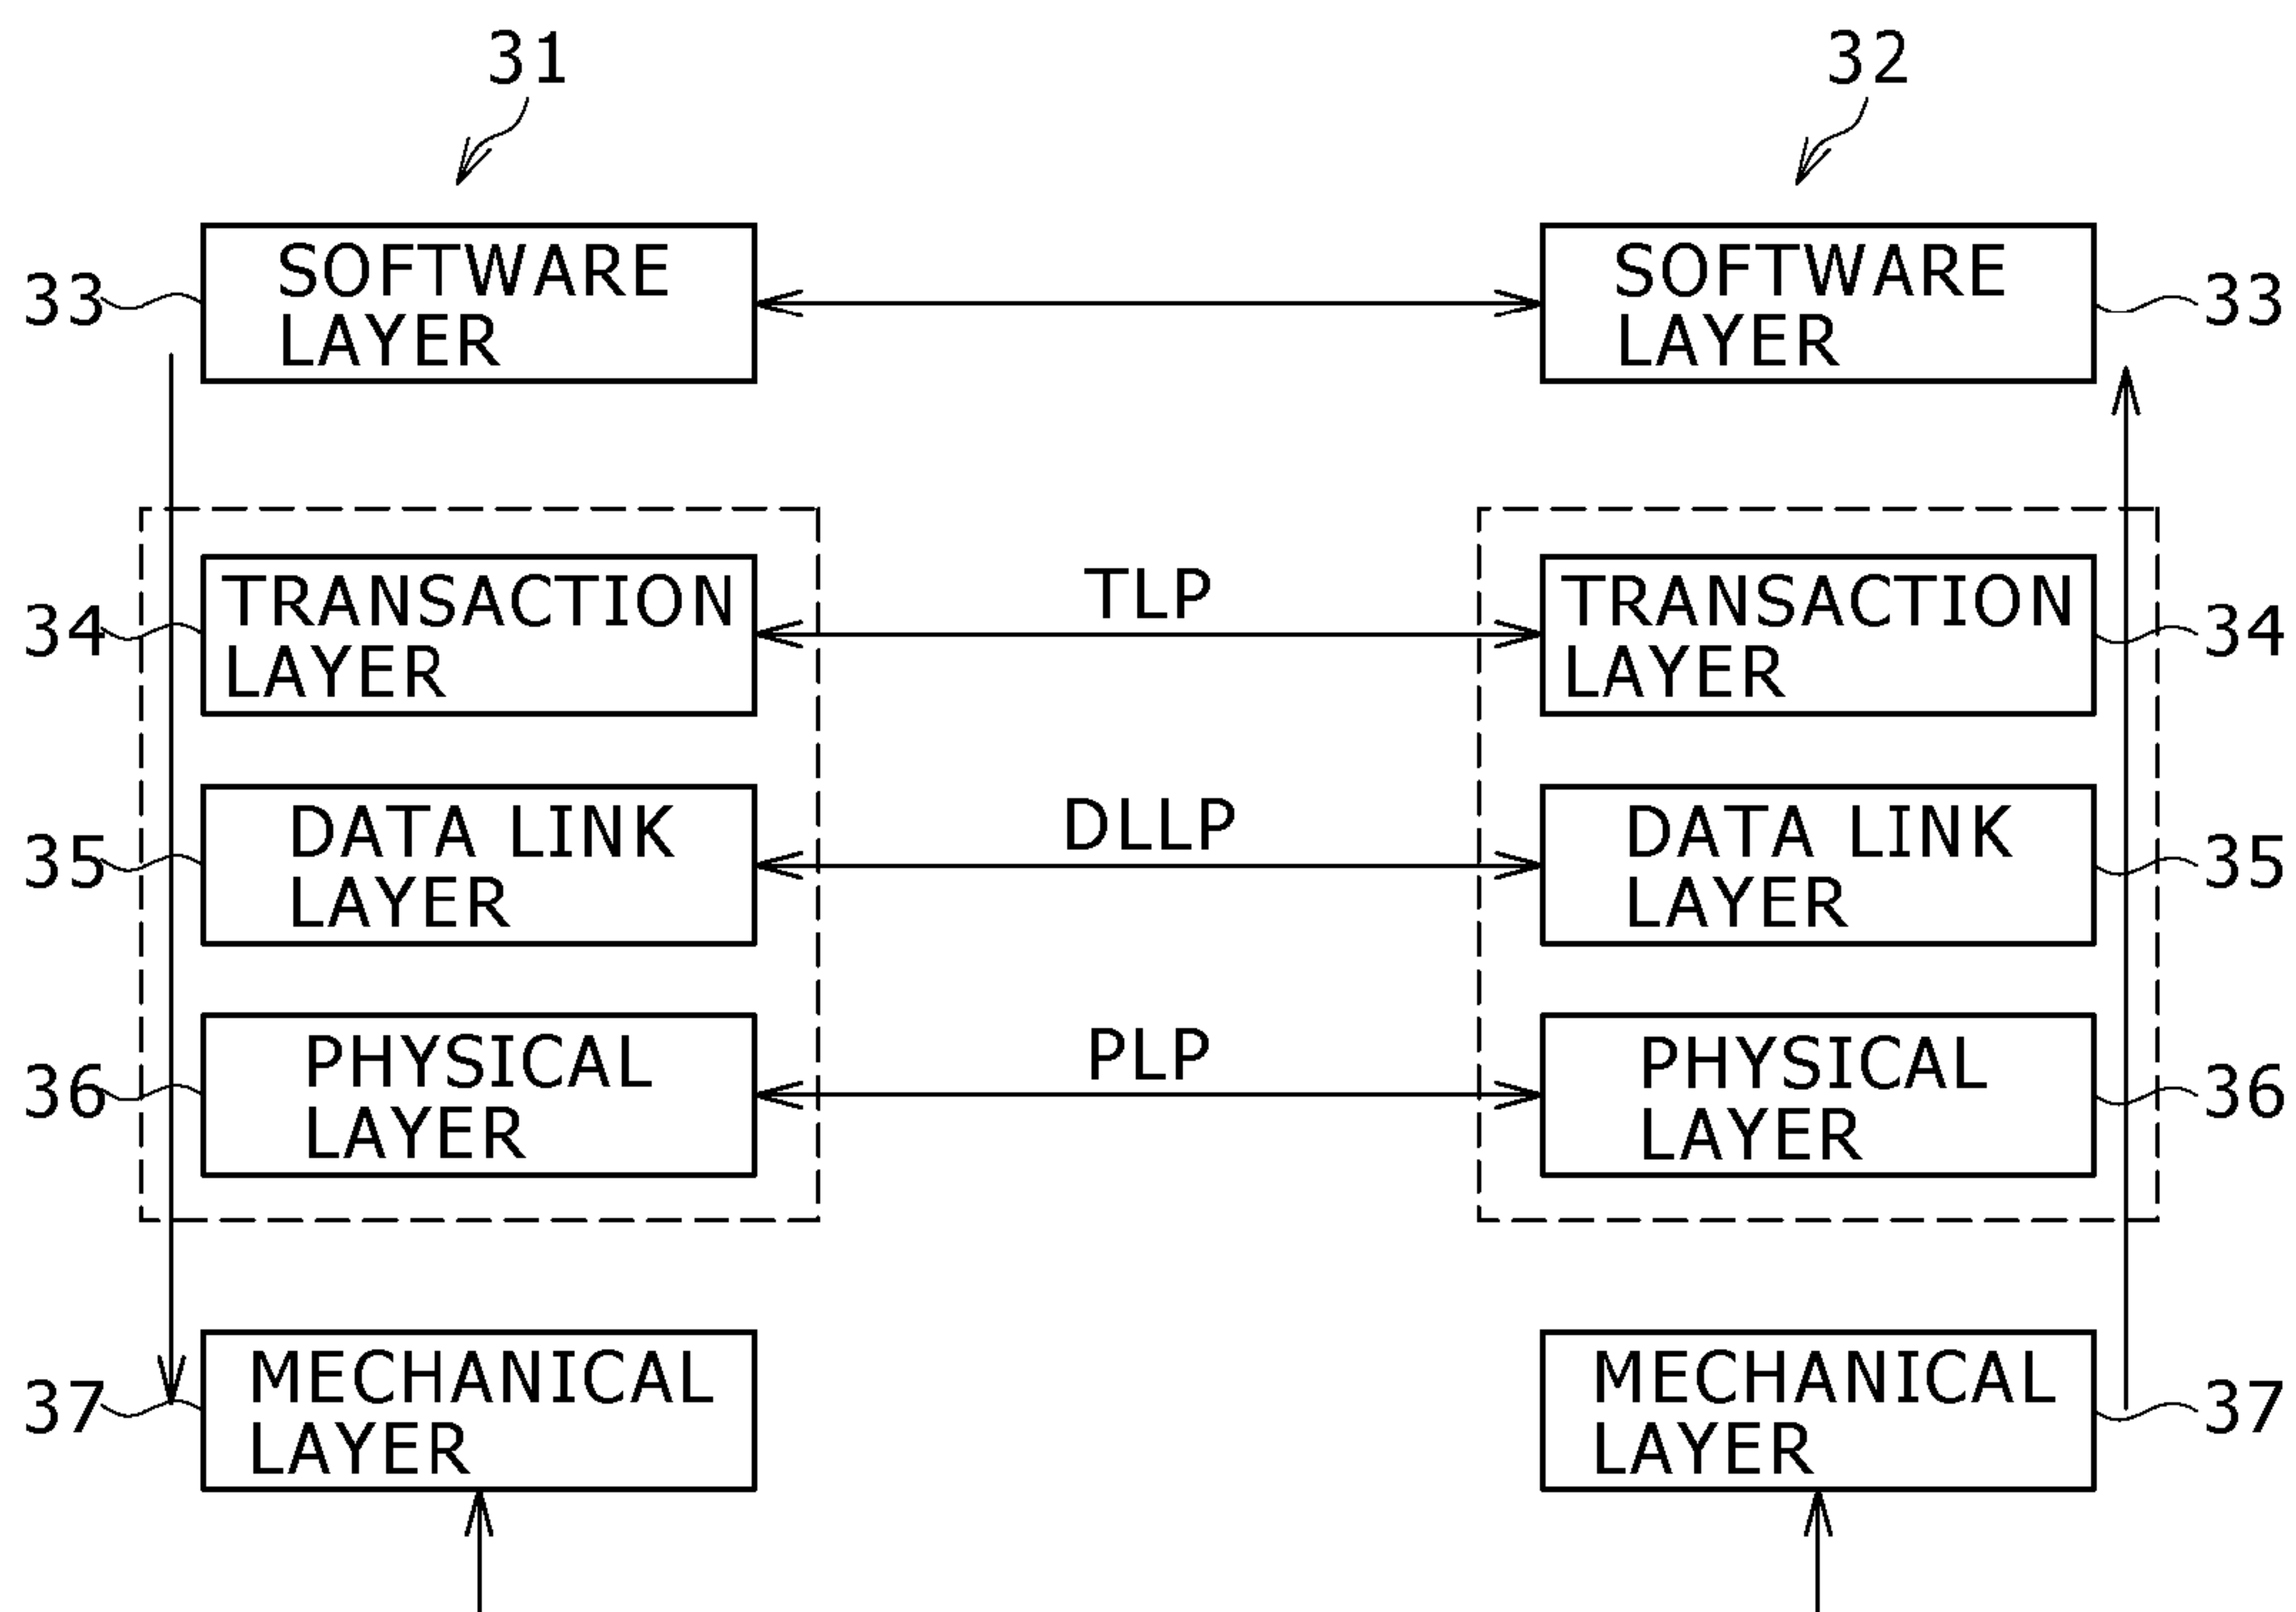 31
32
33
SOFTWARE
LAYER
SOFTWARE
LAYER
33
34
TRANSACTION
LAYER
TLP
TRANSACTION
LAYER
34
35
DATA LINK
LAYER
DLLP
DATA LINK
LAYER
35
36
PHYSICAL
LAYER
PLP
PHYSICAL
LAYER
36
37
MECHANICAL
LAYER
MECHANICAL
LAYER
37